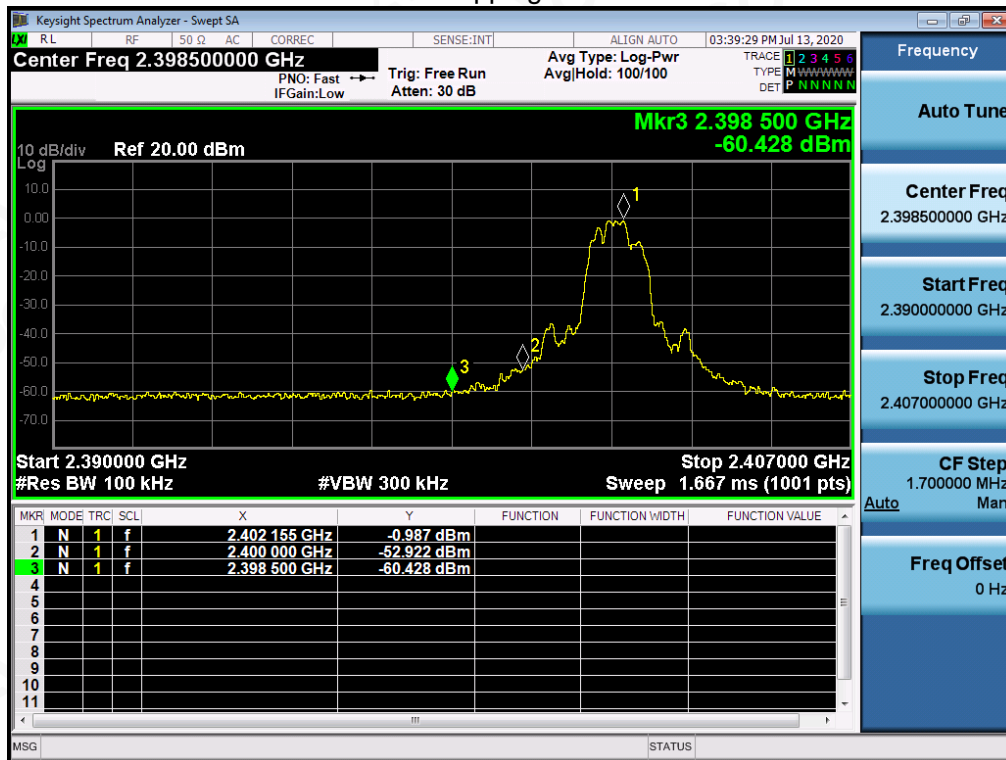 Keysight Spectrum Analyzer - Swept SA
LXI RL RF 50 Ω AC CORREC SENSE:INT ALIGN AUTO 03:39:29 PM Jul 13, 2020
Center Freq 2.398500000 GHz
PNO: Fast
IFGain:Low
Trig: Free Run
Atten: 30 dB
Avg Type: Log-Pwr
Avg|Hold: 100/100
TRACE 1 2 3 4 5 6
TYPE M WWWWW
DET P N N N N N
Mkr3 2.398 500 GHz
-60.428 dBm
10 dB/div Ref 20.00 dBm
Log
10.0
0.00
-10.0
-20.0
-30.0
-40.0
-50.0
-60.0
-70.0
1
2
3
Start 2.390000 GHz Stop 2.407000 GHz
#Res BW 100 kHz #VBW 300 kHz Sweep 1.667 ms (1001 pts)
MKR MODE TRC SCL X Y FUNCTION FUNCTION WIDTH FUNCTION VALUE
1 N 1 f 2.402 155 GHz -0.987 dBm
2 N 1 f 2.400 000 GHz -52.922 dBm
3 N 1 f 2.398 500 GHz -60.428 dBm
4
5
6
7
8
9
10
11
MSG STATUS
Frequency
Auto Tune
Center Freq
2.398500000 GHz
Start Freq
2.390000000 GHz
Stop Freq
2.407000000 GHz
CF Step
1.700000 MHz
Auto Man
Freq Offset
0 Hz